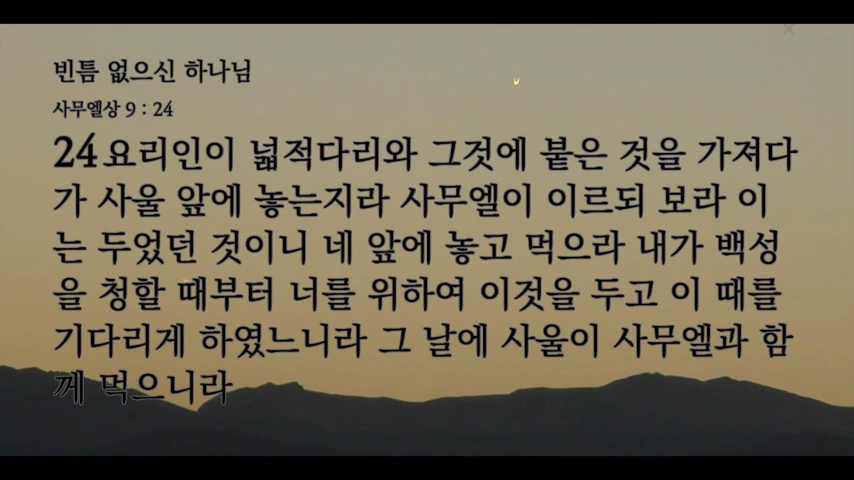 빈틈 없으신 하나님
사무엘상 9 : 24
24요리인이 넓적다리와 그것에 붙은 것을 가져다
가 사울 앞에 놓는지라 사무엘이 이르되 보라 이
는 두었던 것이니 네 앞에 놓고 먹으라 내가 백성
을 청할 때부터 너를 위하여 이것을 두고 이 때를
기다리게 하였느니라 그 날에 사울이 사무엘과 함
께 먹으니라